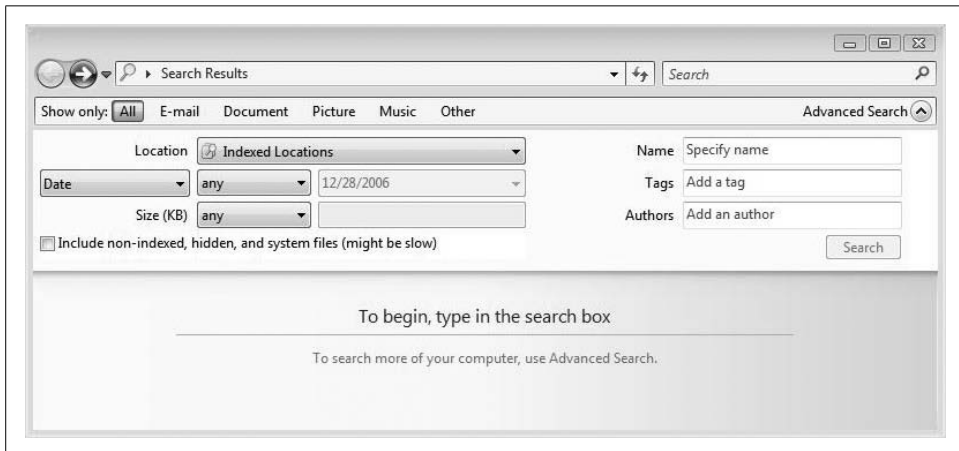 Search Results
Search
Show only: All E-mail Document Picture Music Other Advanced Search
Location Indexed Locations Name Specify name
Date any 12/28/2006 Tags Add a tag
Size (KB) any Authors Add an author
Include non-indexed, hidden, and system files (might be slow) Search
To begin, type in the search box
To search more of your computer, use Advanced Search.